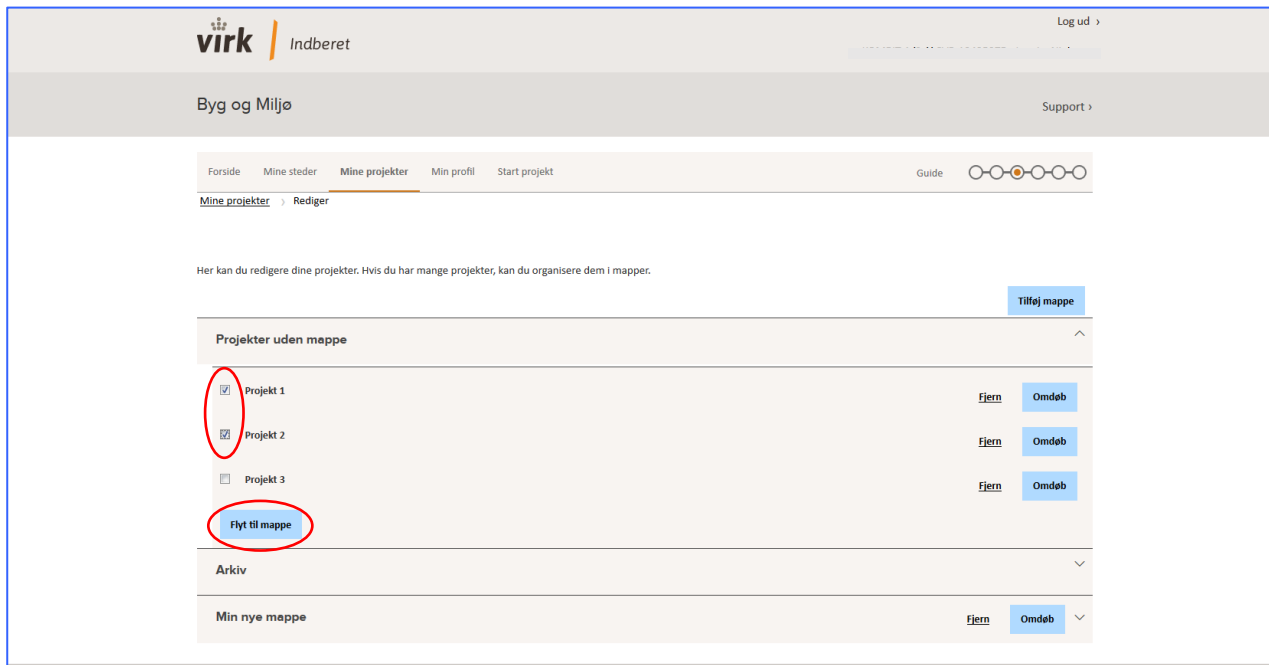 Log ud ›
virk Indberet
Byg og Miljø
Support ›
Forside Mine steder Mine projekter Min profil Start projekt Guide
Mine projekter › Rediger
Her kan du redigere dine projekter. Hvis du har mange projekter, kan du organisere dem i mapper.
Tilføj mappe
Projekter uden mappe
Projekt 1 Fjern Omdøb
Projekt 2 Fjern Omdøb
Projekt 3 Fjern Omdøb
Flyt til mappe
Arkiv
Min nye mappe Fjern Omdøb